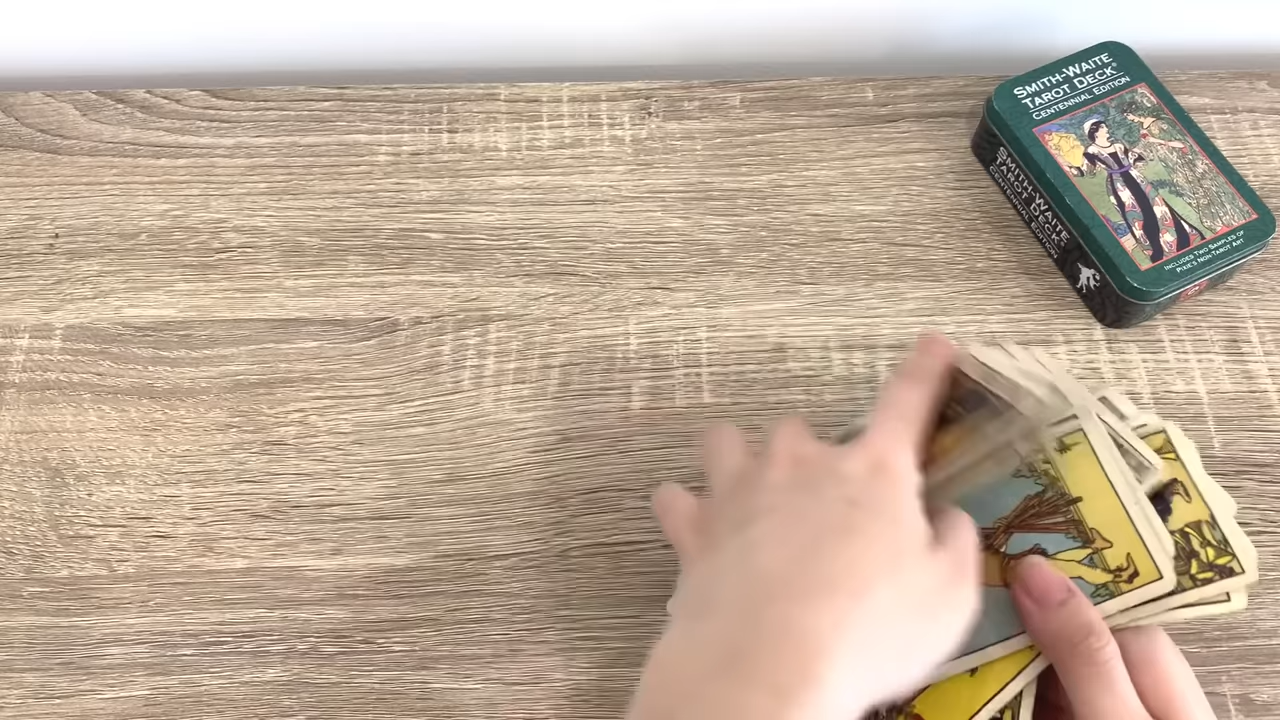 SMITH-WAITE
TAROT DECK®
CENTENNIAL EDITION
INCLUDES TWO SAMPLES OF
PIXIE'S NON-TAROT ART
SMITH-WAITE
TAROT DECK®
CENTENNIAL EDITION